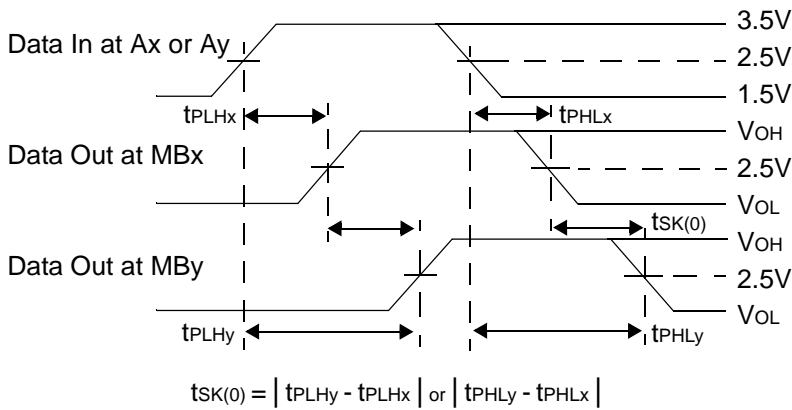 3.5V
Data In at Ax or Ay
2.5V
1.5V
tPLHx
tPHLx
VOH
Data Out at MBx
2.5V
VOL
tSK(0)
VOH
Data Out at MBy
2.5V
VOL
tPLHy
tPHLy
tSK(0) = | tPLHy - tPLHx | or | tPHLy - tPHLx |